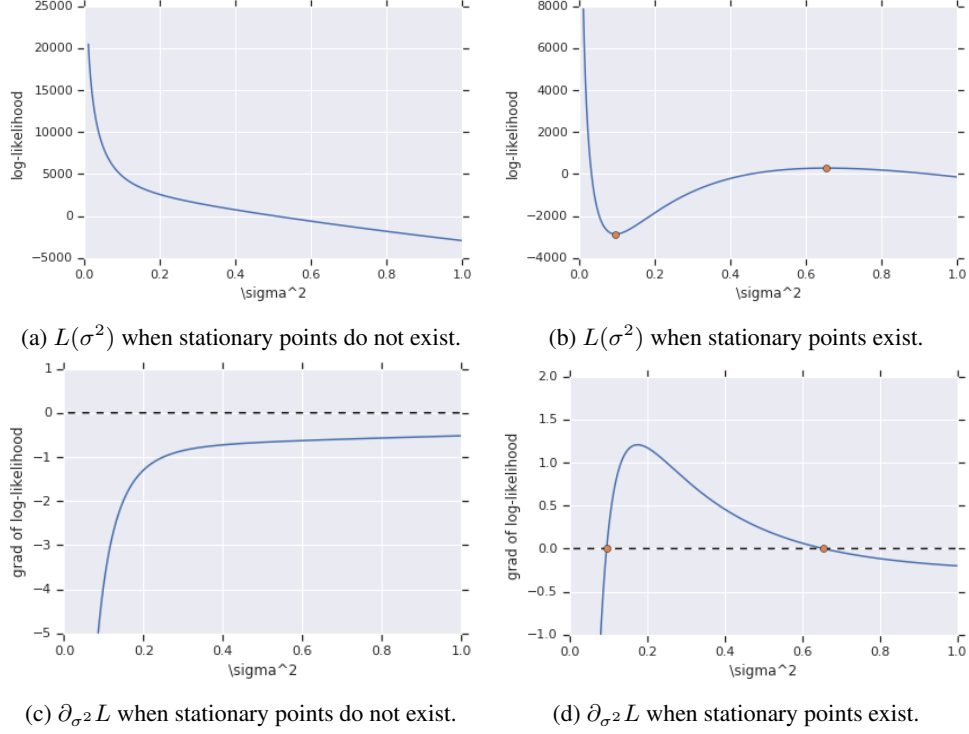 25000
20000
15000
10000
5000
0
−5000
log-likelihood
0.0 0.2 0.4 0.6 0.8 1.0
\sigma^2
(a) L(σ²) when stationary points do not exist.
8000
6000
4000
2000
0
−2000
−4000
log-likelihood
0.0 0.2 0.4 0.6 0.8 1.0
\sigma^2
(b) L(σ²) when stationary points exist.
1
0
−1
−2
−3
−4
−5
grad of log-likelihood
0.0 0.2 0.4 0.6 0.8 1.0
\sigma^2
(c) ∂σ² L when stationary points do not exist.
2.0
1.5
1.0
0.5
0.0
−0.5
−1.0
grad of log-likelihood
0.0 0.2 0.4 0.6 0.8 1.0
\sigma^2
(d) ∂σ² L when stationary points exist.